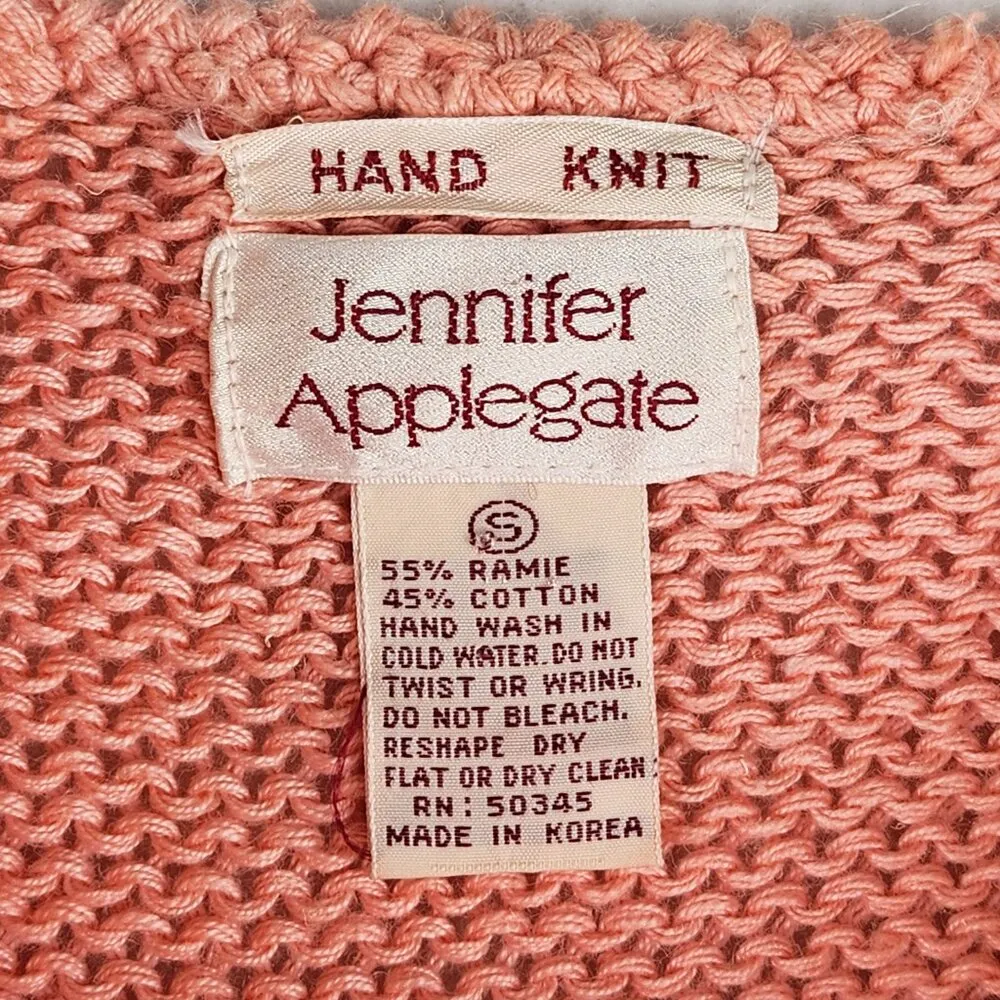 HAND KNIT
Jennifer
Applegate
S
55% RAMIE
45% COTTON
HAND WASH IN
COLD WATER. DO NOT
TWIST OR WRING.
DO NOT BLEACH.
RESHAPE DRY
FLAT OR DRY CLEAN
RN: 50345
MADE IN KOREA